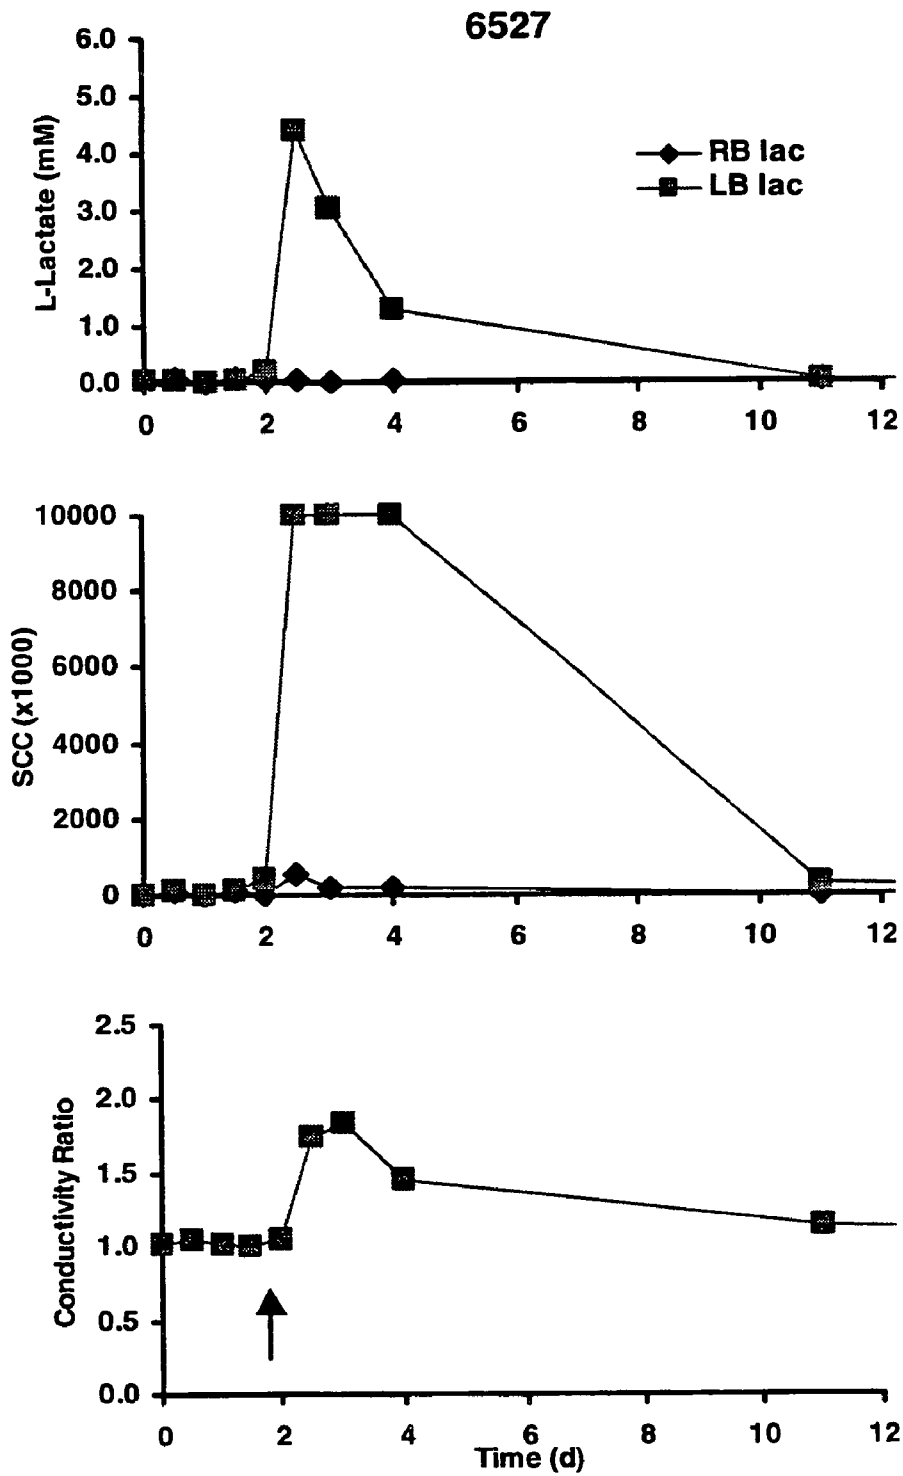 6527
6.0
5.0
4.0
3.0
2.0
1.0
0.0
L-Lactate (mM)
RB lac
LB lac
0 2 4 6 8 10 12
10000
8000
6000
4000
2000
0
SCC (x1000)
0 2 4 6 8 10 12
2.5
2.0
1.5
1.0
0.5
0.0
Conductivity Ratio
0 2 4 6 8 10 12
Time (d)